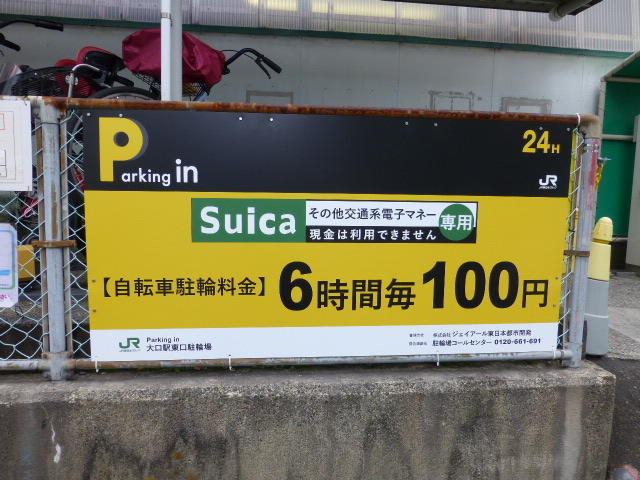 Parking in
24H
JR
Suica
その他交通系電子マネー
現金は利用できません
専用
【自転車駐輪料金】6時間毎100円
JR
Parking in
大口駅東口駐輪場
株式会社 ジェイアール東日本都市開発
駐輪場コールセンター 0120-661-691